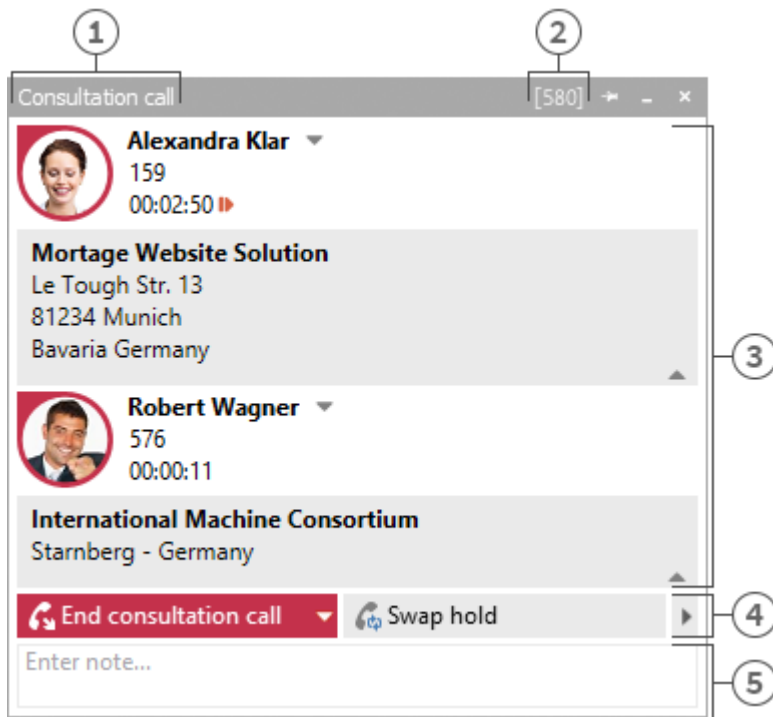 1
2
Consultation call [580]
Alexandra Klar
159
00:02:50
Mortage Website Solution
Le Tough Str. 13
81234 Munich
Bavaria Germany
3
Robert Wagner
576
00:00:11
International Machine Consortium
Starnberg - Germany
End consultation call Swap hold
4
Enter note...
5